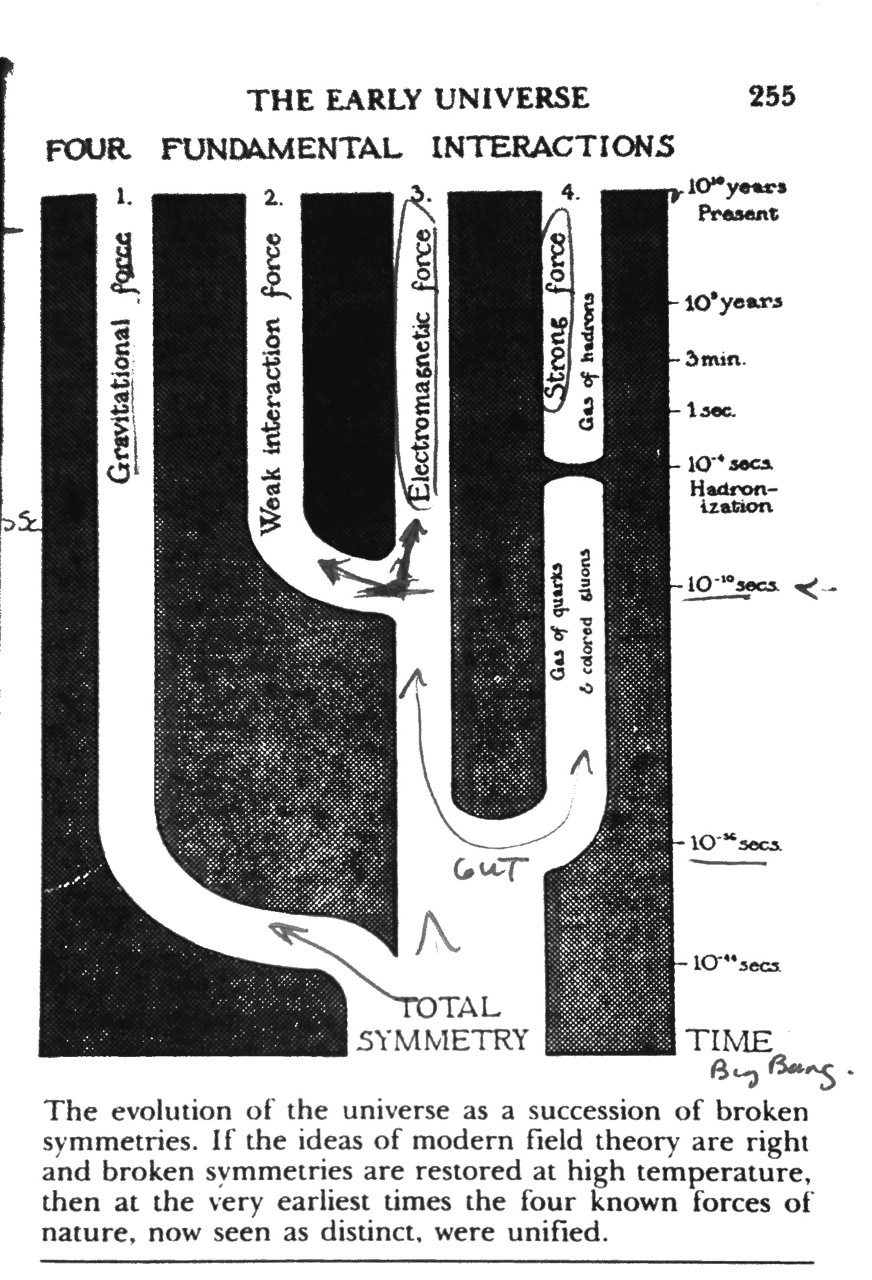 THE EARLY UNIVERSE 255
FOUR FUNDAMENTAL INTERACTIONS
1. 2. 3. 4.
Gravitational force
Weak interaction force
Electromagnetic force
Strong force
Gas of hadrons
Gas of quarks
& colored gluons
10¹⁰ years
Present
10⁹ years
3 min.
1 sec.
10⁻⁴ secs.
Hadron-
ization
10⁻¹⁰ secs.
10⁻³⁶ secs.
10⁻⁴⁴ secs.
GUT
TOTAL
SYMMETRY
TIME
Big Bang.
The evolution of the universe as a succession of broken
symmetries. If the ideas of modern field theory are right
and broken symmetries are restored at high temperature,
then at the very earliest times the four known forces of
nature, now seen as distinct, were unified.